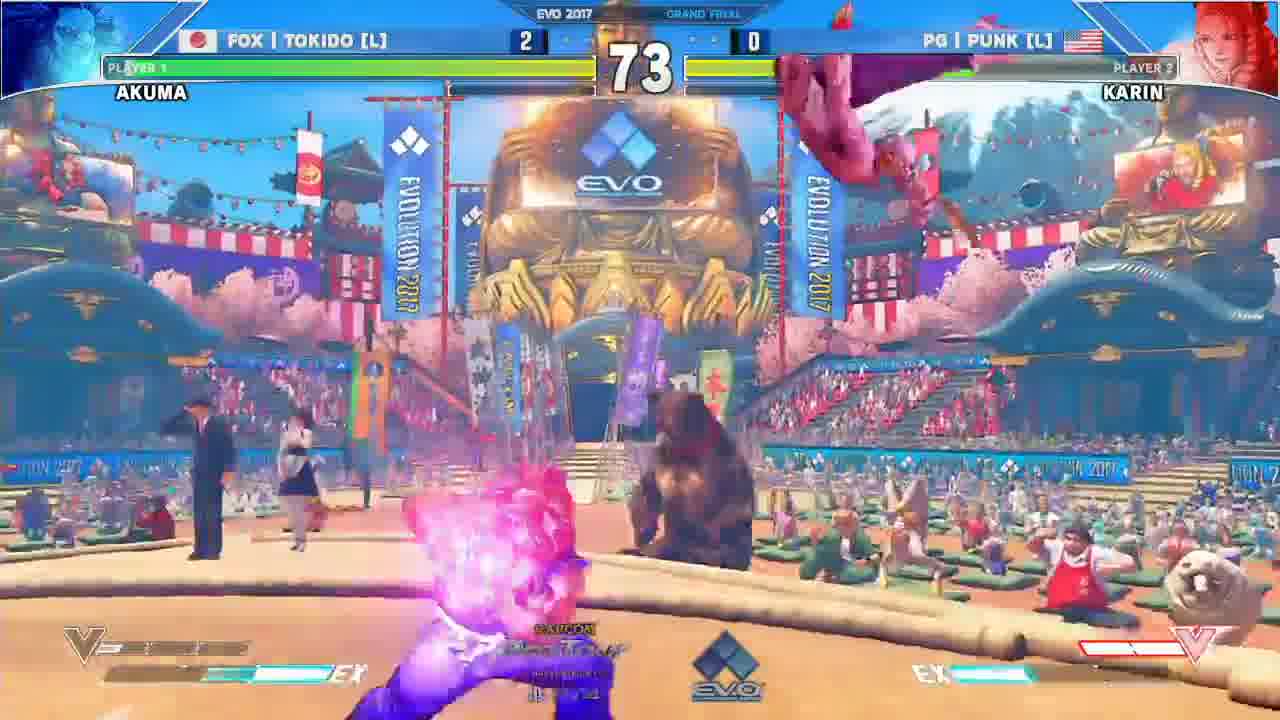 EVO 2017
GRAND FINAL
FOX | TOKIDO [L]
2
73
0
PG | PUNK [L]
PLAYER 1
PLAYER 2
AKUMA
KARIN
EVO
EVOLUTION 2017
EVOLUTION 2017
EX
EX
CAPCOM
EVO